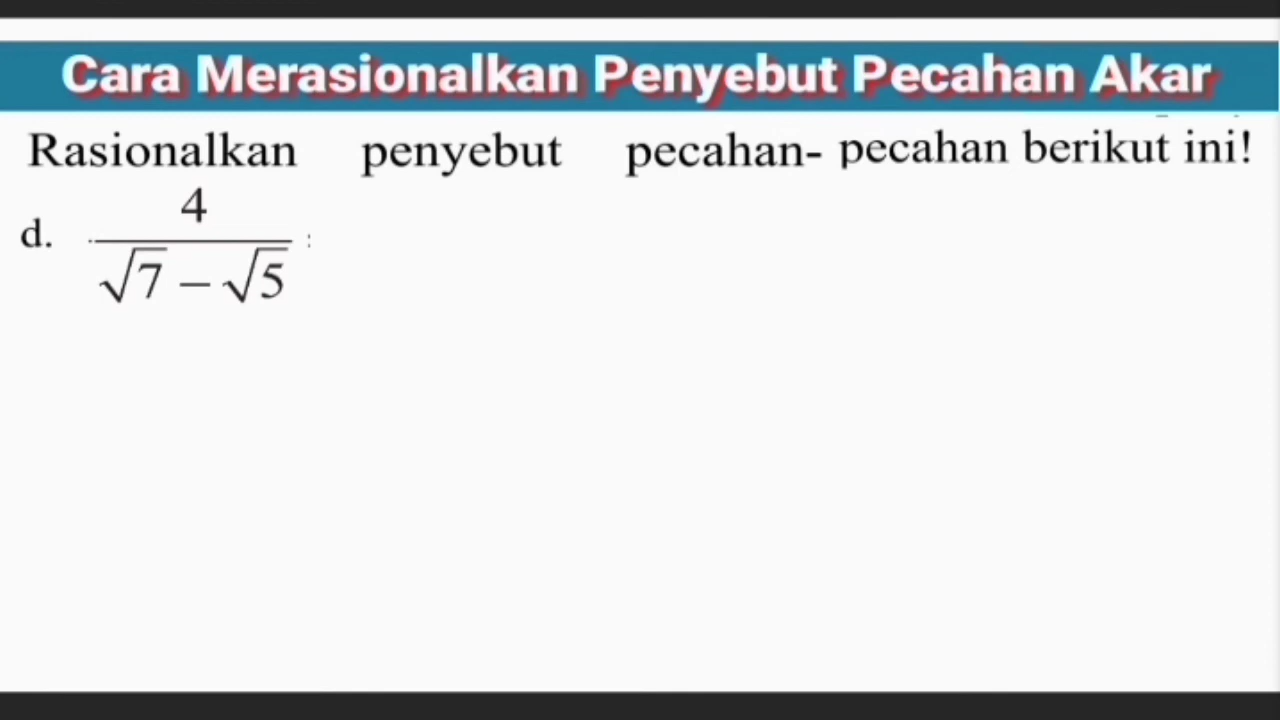 Cara Merasionalkan Penyebut Pecahan Akar
Rasionalkan penyebut pecahan- pecahan berikut ini!
d. 4
√7 – √5